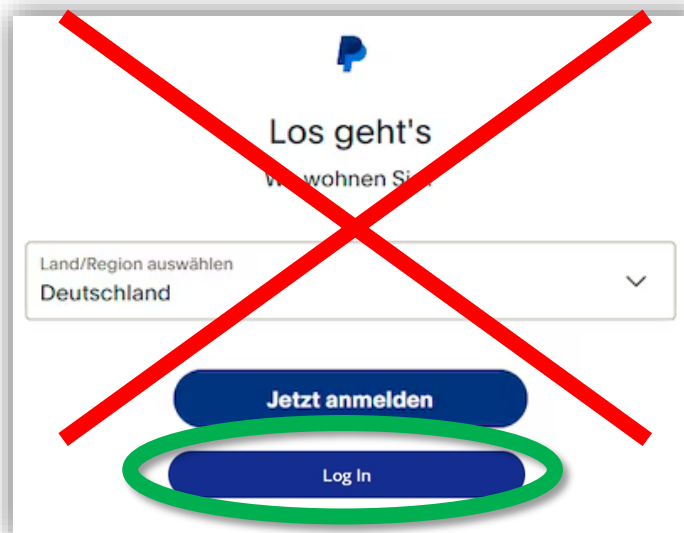 Los geht's
wohnen
Land/Region auswählen
Deutschland
Jetzt anmelden
Log In